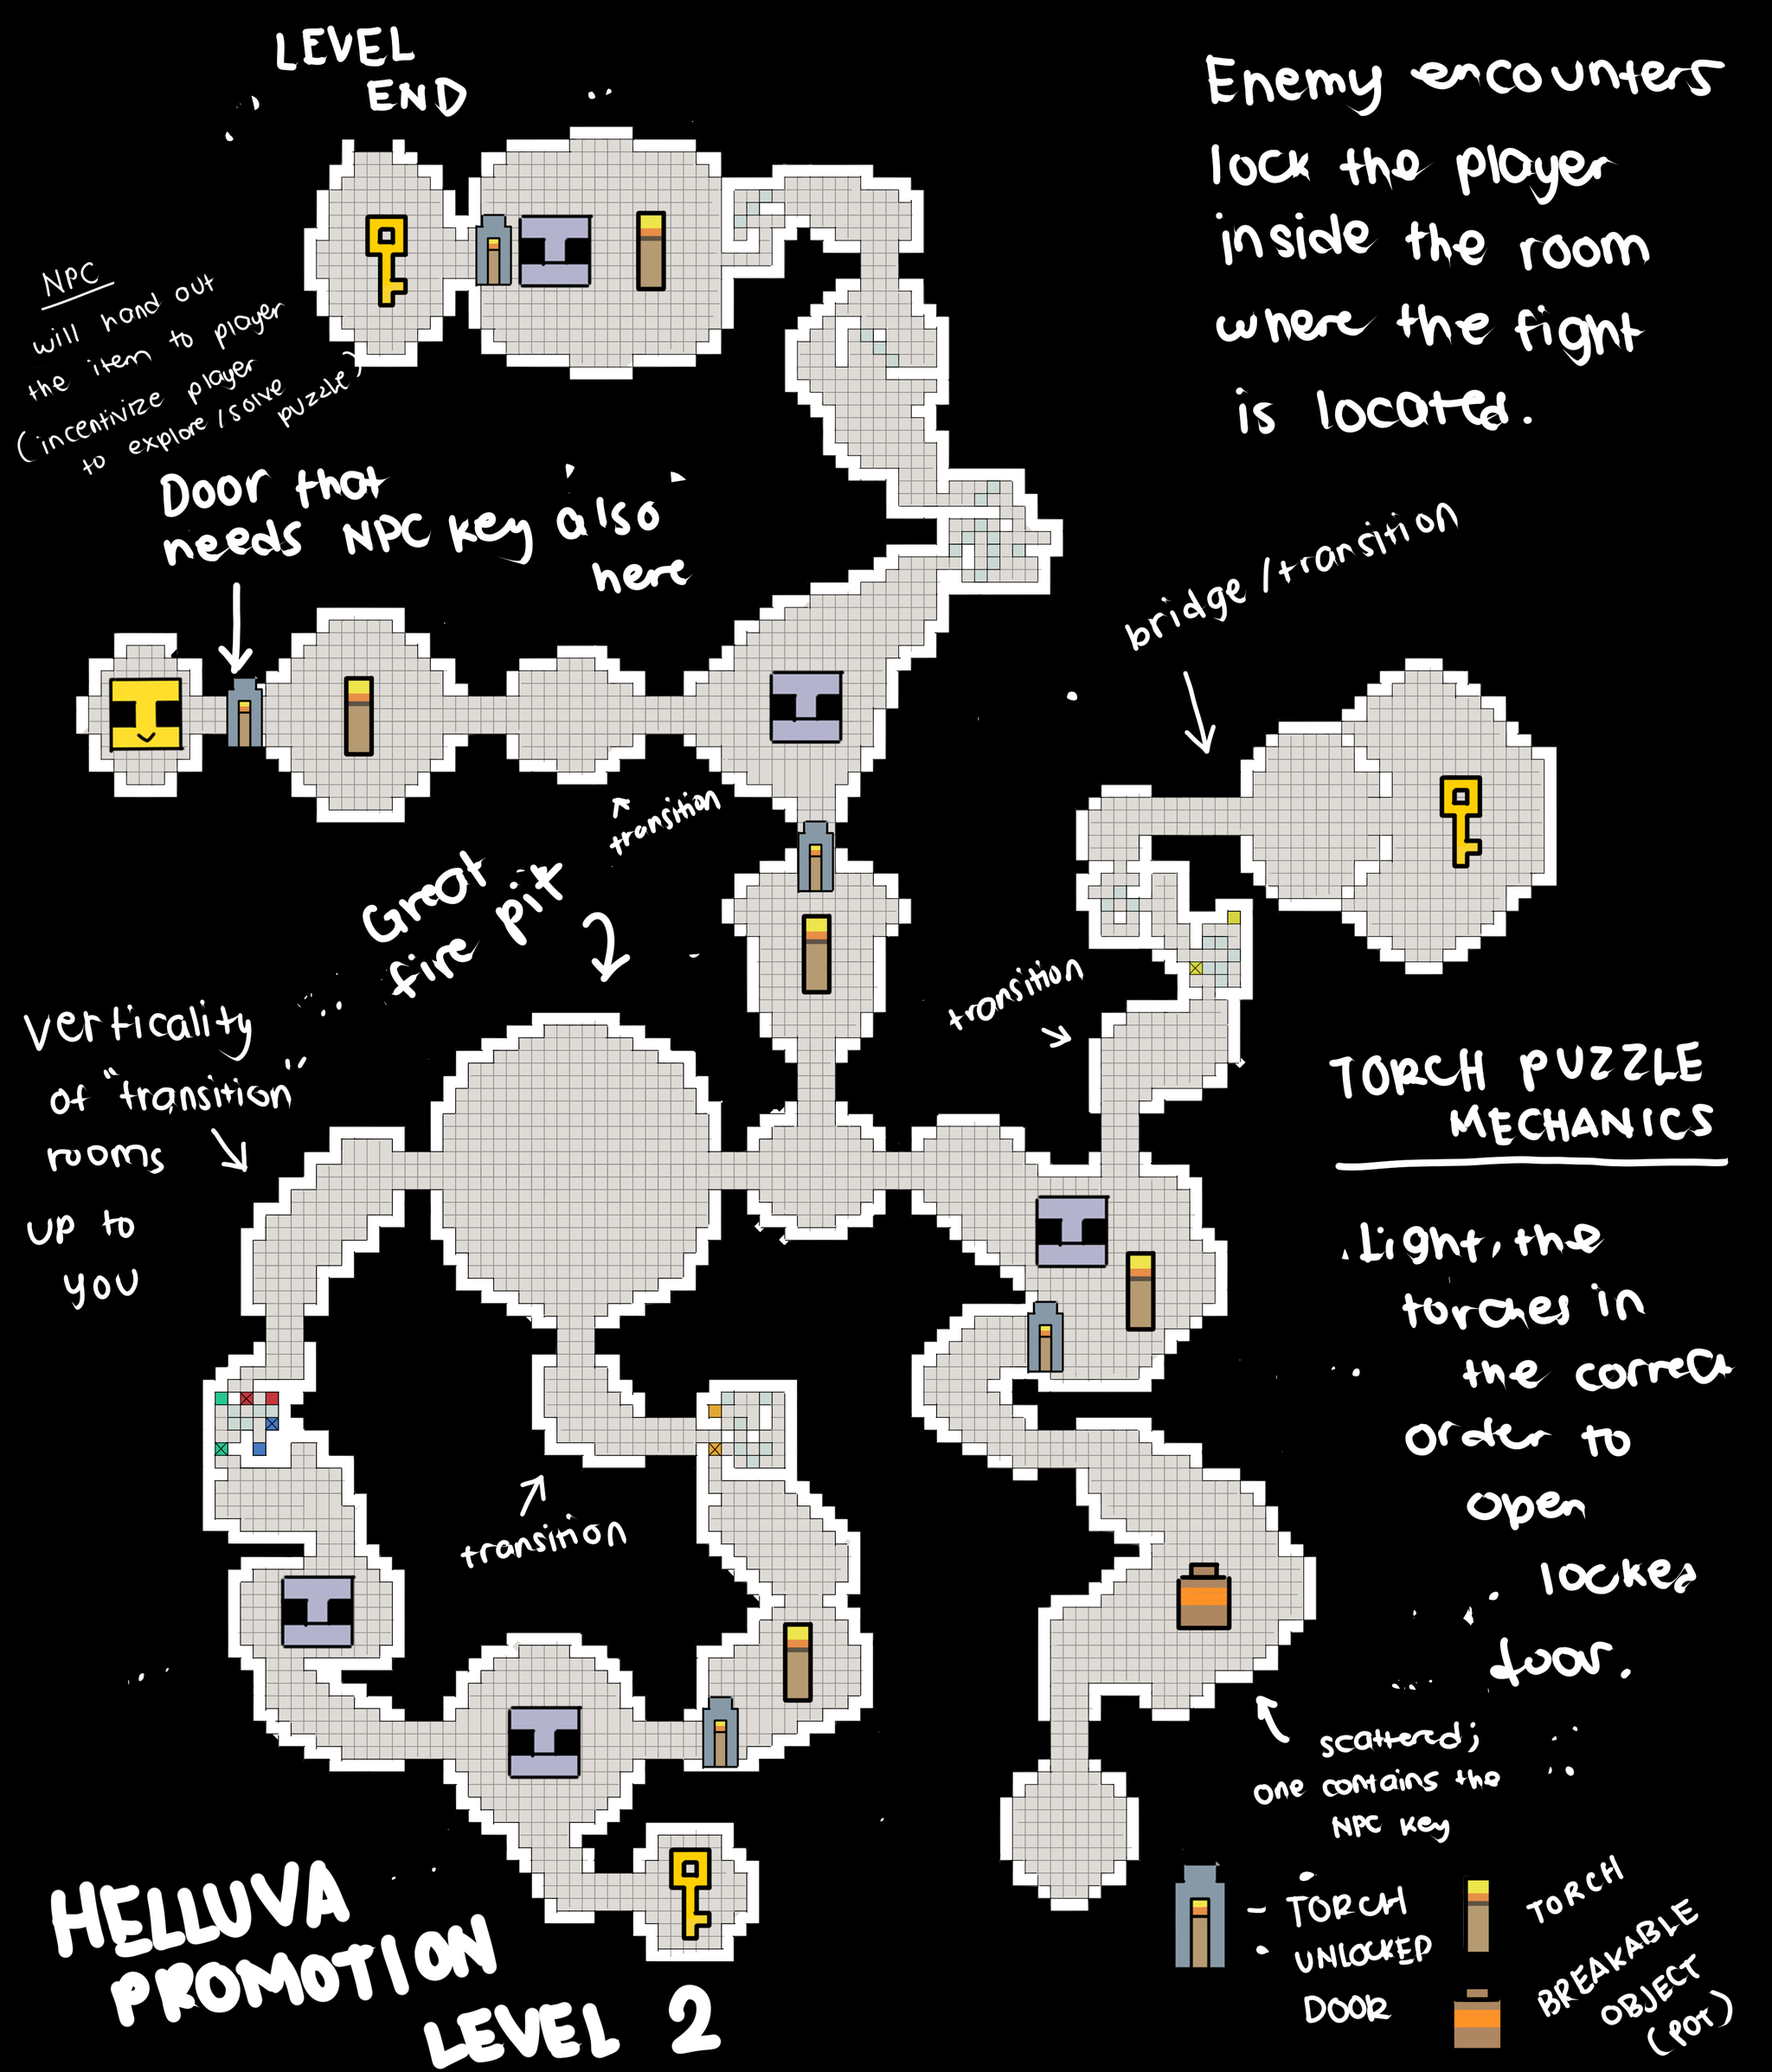 LEVEL
END
Enemy encounters
lock the player
inside the room
where the fight
is located.
NPC
will hand out
the item to player
(incentivize player
to explore/solve
puzzle)
Door that
needs NPC key also
here
bridge/transition
transition
Great
fire pit
transition
verticality
of "transition"
rooms
up to
you
TORCH PUZZLE
MECHANICS
Light, the
torches in
the correct
order to
open
locked
door.
transition
scattered;
one contains the
NPC key
HELLUVA
PROMOTION
LEVEL 2
- TORCH
UNLOCKED
DOOR
TORCH
BREAKABLE
OBJECT
(POT)